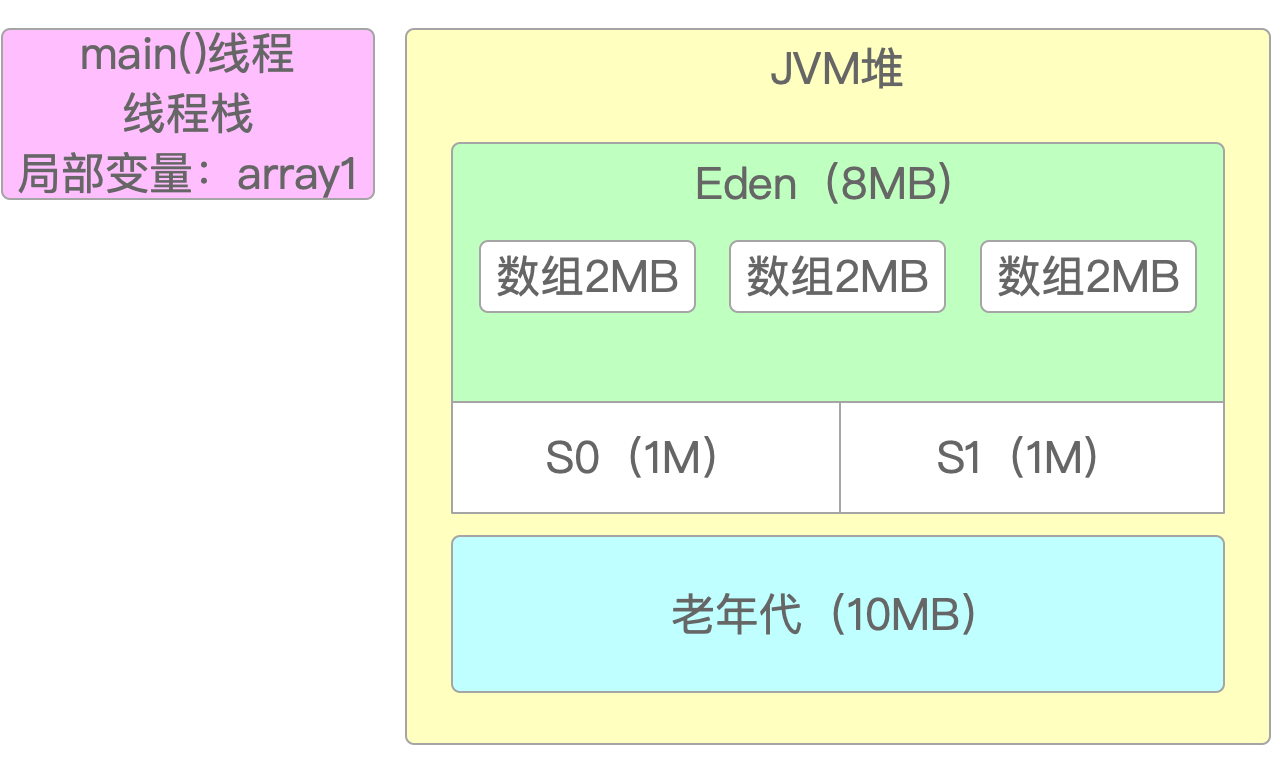 main()线程
线程栈
局部变量：array1
JVM堆
Eden（8MB）
数组2MB
数组2MB
数组2MB
S0（1M）
S1（1M）
老年代（10MB）